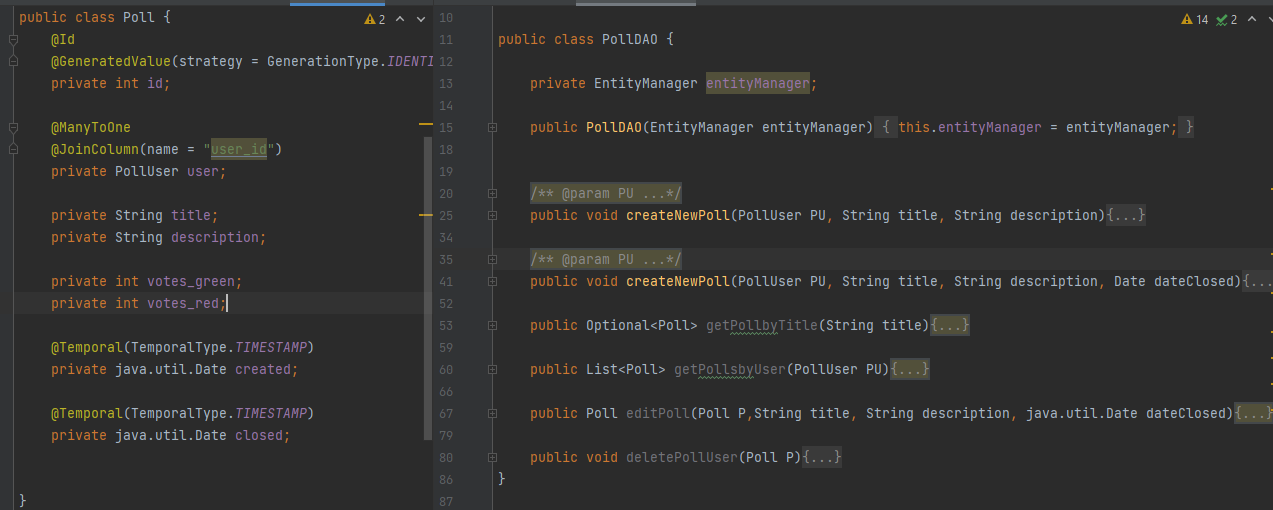 public class Poll {
2
@Id
@GeneratedValue(strategy = GenerationType.IDENTI
private int id;
@ManyToOne
@JoinColumn(name = "user_id")
private PollUser user;
private String title;
private String description;
private int votes_green;
private int votes_red;
@Temporal(TemporalType.TIMESTAMP)
private java.util.Date created;
@Temporal(TemporalType.TIMESTAMP)
private java.util.Date closed;
}
14 2
10
11 public class PollDAO {
12
13 private EntityManager entityManager;
14
15 public PollDAO(EntityManager entityManager) { this.entityManager = entityManager; }
18
19
20 /** @param PU ...*/
25 public void createNewPoll(PollUser PU, String title, String description){...}
34
35 /** @param PU ...*/
41 public void createNewPoll(PollUser PU, String title, String description, Date dateClosed){...
52
53 public Optional<Poll> getPollbyTitle(String title){...}
59
60 public List<Poll> getPollsbyUser(PollUser PU){...}
66
67 public Poll editPoll(Poll P,String title, String description, java.util.Date dateClosed){...}
79
80 public void deletePollUser(Poll P){...}
86 }
87